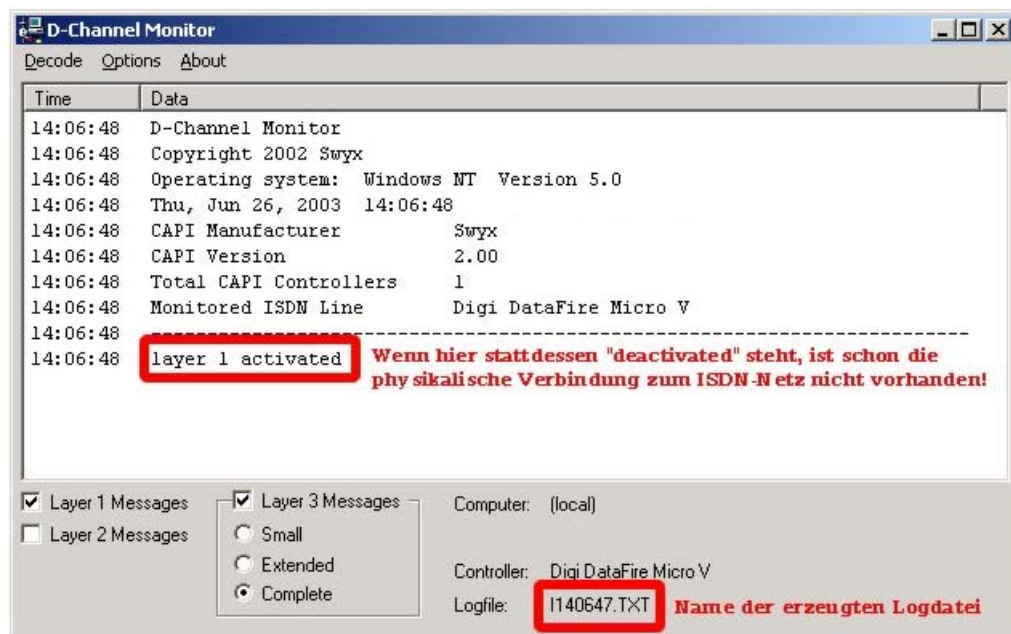 D-Channel Monitor
Decode Options About
Time Data
14:06:48 D-Channel Monitor
14:06:48 Copyright 2002 Swyx
14:06:48 Operating system: Windows NT Version 5.0
14:06:48 Thu, Jun 26, 2003 14:06:48
14:06:48 CAPI Manufacturer Swyx
14:06:48 CAPI Version 2.00
14:06:48 Total CAPI Controllers 1
14:06:48 Monitored ISDN Line Digi DataFire Micro V
14:06:48 ----------------------------------------------------------------------
14:06:48 layer 1 activated Wenn hier stattdessen "deactivated" steht, ist schon die
physikalische Verbindung zum ISDN-Netz nicht vorhanden!
Layer 1 Messages Layer 3 Messages Computer: (local)
Layer 2 Messages Small
Extended Controller: Digi DataFire Micro V
Complete Logfile: I140647.TXT Name der erzeugten Logdatei